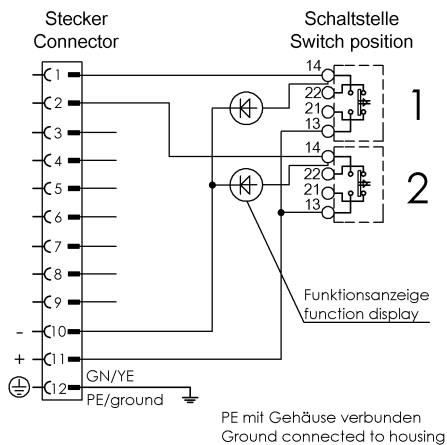 Stecker
Connector
Schaltstelle
Switch position
1
2
3
4
5
6
7
8
9
- 10
+ 11
12
GN/YE
PE/ground
14
22
21
13
1
14
22
21
13
2
Funktionsanzeige
function display
PE mit Gehäuse verbunden
Ground connected to housing